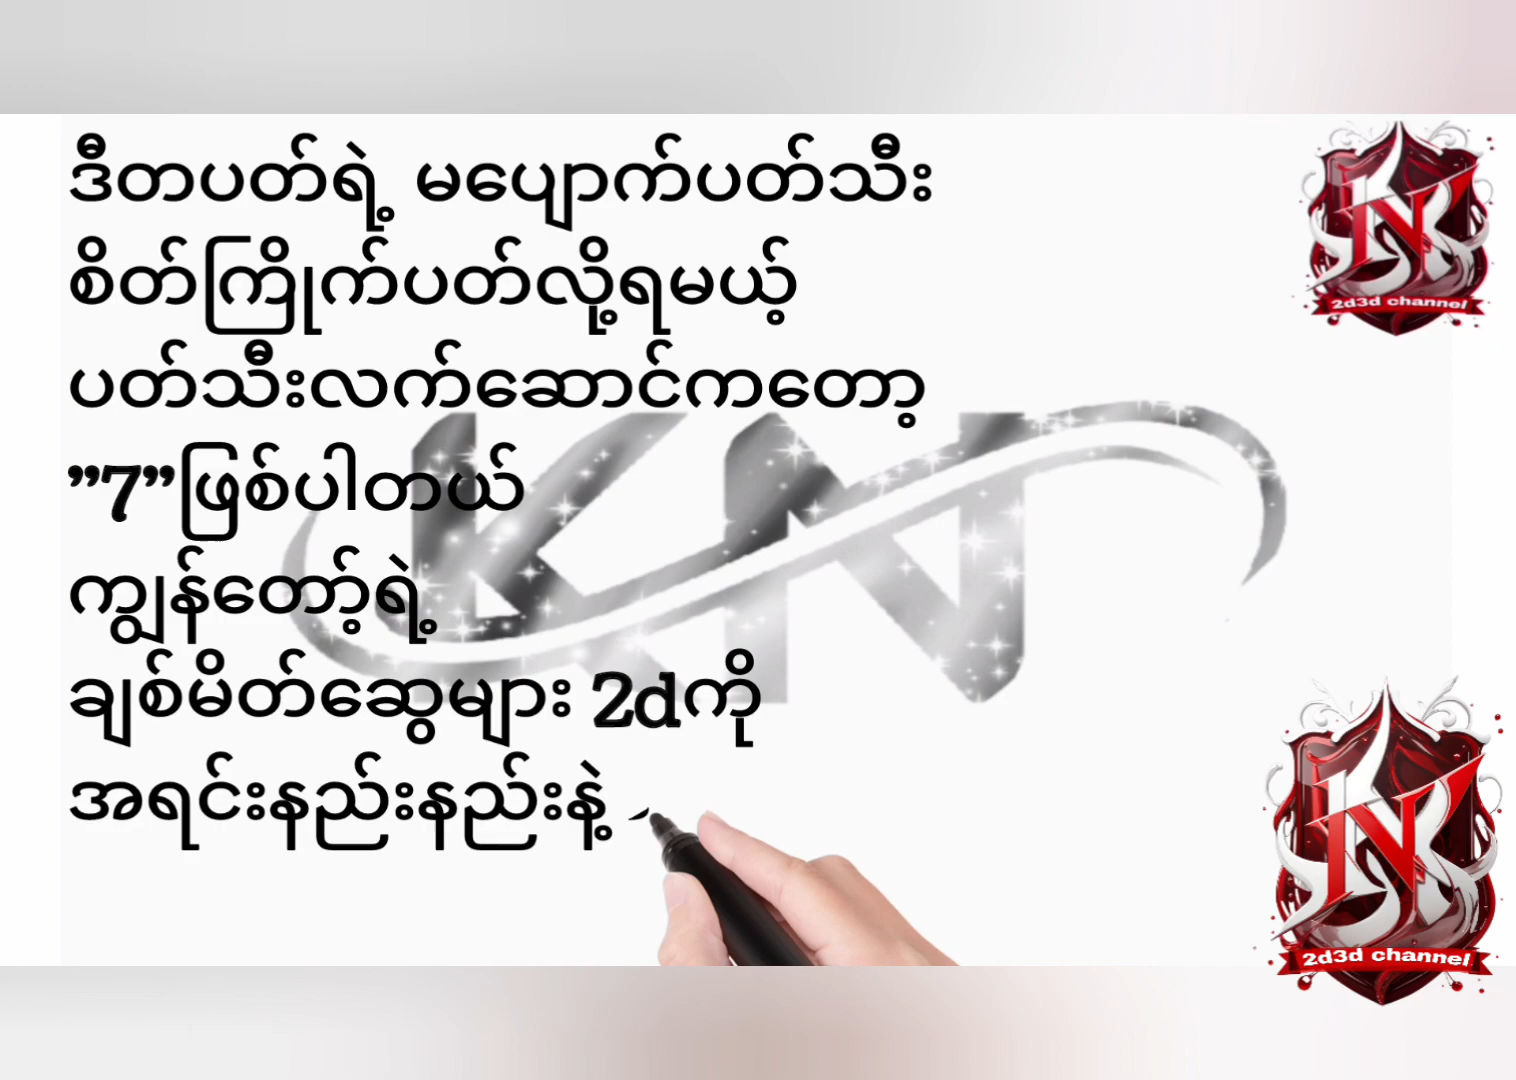 ဒီတပတ်ရဲ့ မပျောက်ပတ်သီး
စိတ်ကြိုက်ပတ်လို့ရမယ့်
ပတ်သီးလက်ဆောင်ကတော့
”7”ဖြစ်ပါတယ်
ကျွန်တော့်ရဲ့
ချစ်မိတ်ဆွေများ 2dကို
အရင်းနည်းနည်းနဲ့
KN
KN
2d3d channel
KN
2d3d channel